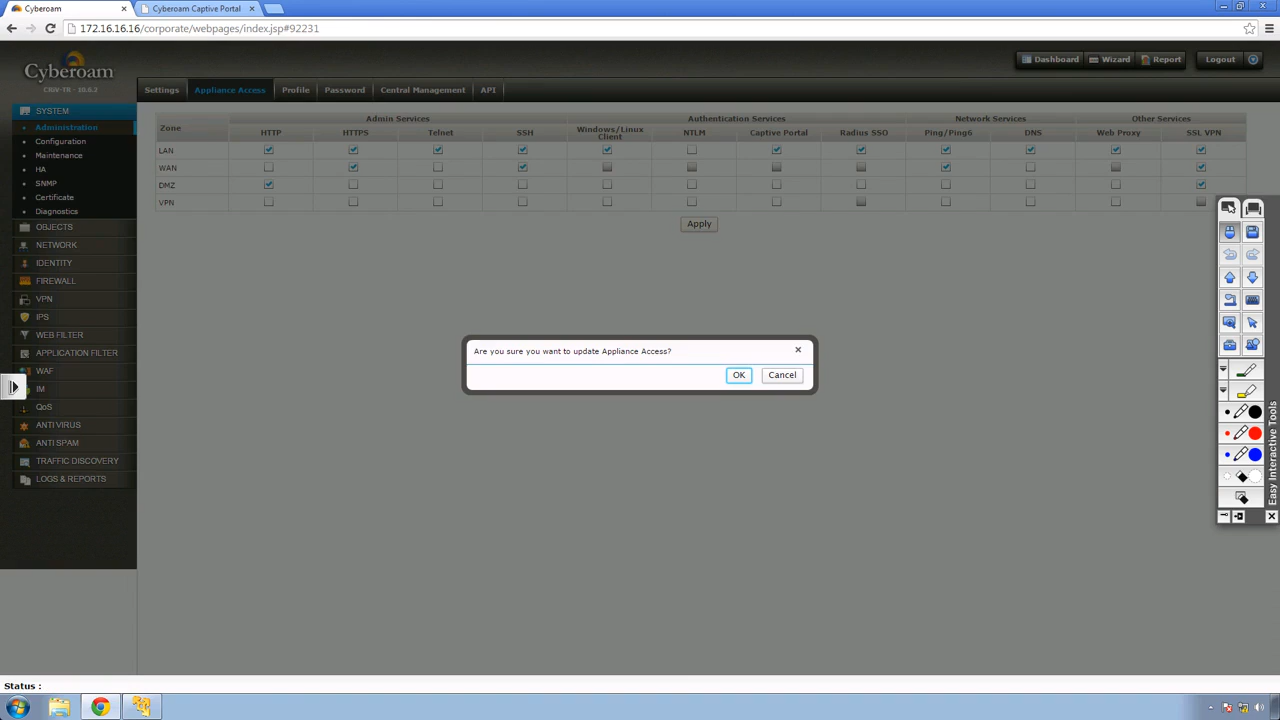 Cyberoam
Cyberoam Captive Portal
172.16.16.16/corporate/webpages/index.jsp#92231
Cyberoam
CRiV-TR - 10.6.2
Dashboard
Wizard
Report
Logout
Settings
Appliance Access
Profile
Password
Central Management
API
SYSTEM
Administration
Configuration
Maintenance
HA
SNMP
Certificate
Diagnostics
OBJECTS
NETWORK
IDENTITY
FIREWALL
VPN
IPS
WEB FILTER
APPLICATION FILTER
WAF
IM
QoS
ANTI VIRUS
ANTI SPAM
TRAFFIC DISCOVERY
LOGS & REPORTS
Zone
Admin Services
Authentication Services
Network Services
Other Services
HTTP
HTTPS
Telnet
SSH
Windows/Linux
Client
NTLM
Captive Portal
Radius SSO
Ping/Ping6
DNS
Web Proxy
SSL VPN
LAN
WAN
DMZ
VPN
Apply
Are you sure you want to update Appliance Access?
OK
Cancel
Easy Interactive Tools
Status :